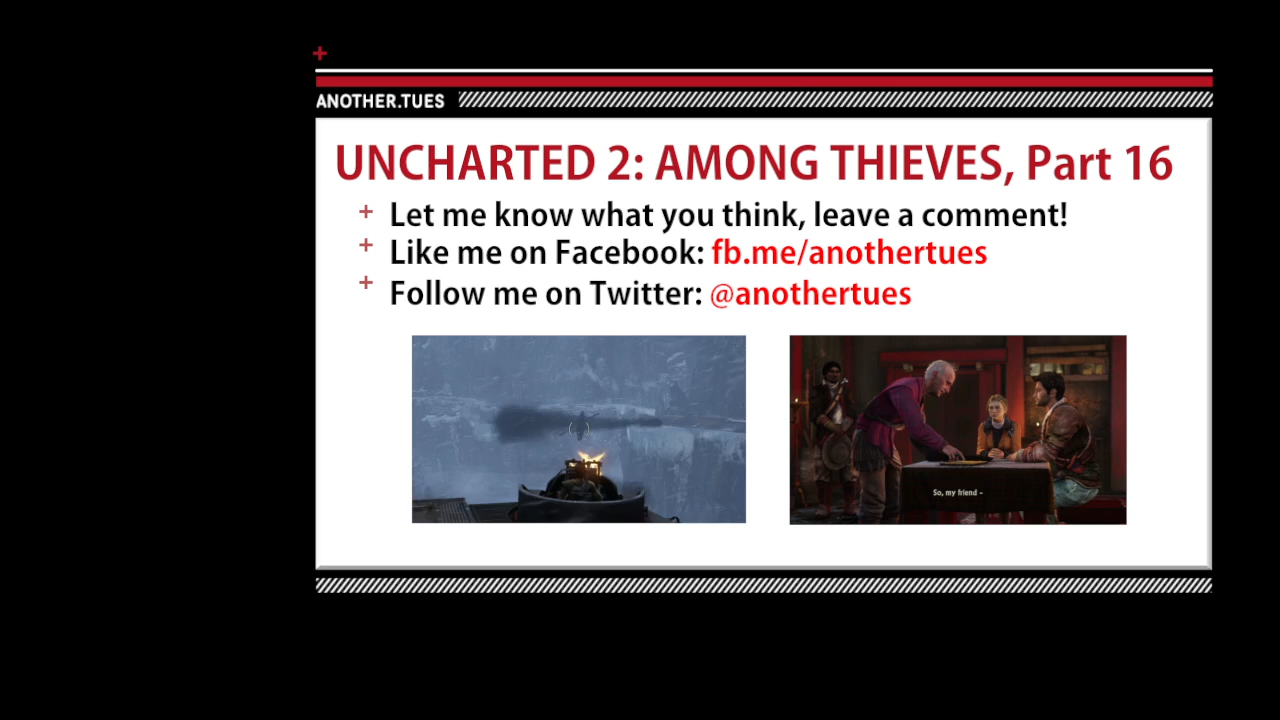 ANOTHER.TUES
UNCHARTED 2: AMONG THIEVES, Part 16
+ Let me know what you think, leave a comment!
+ Like me on Facebook: fb.me/anothertues
+ Follow me on Twitter: @anothertues
So, my friend –